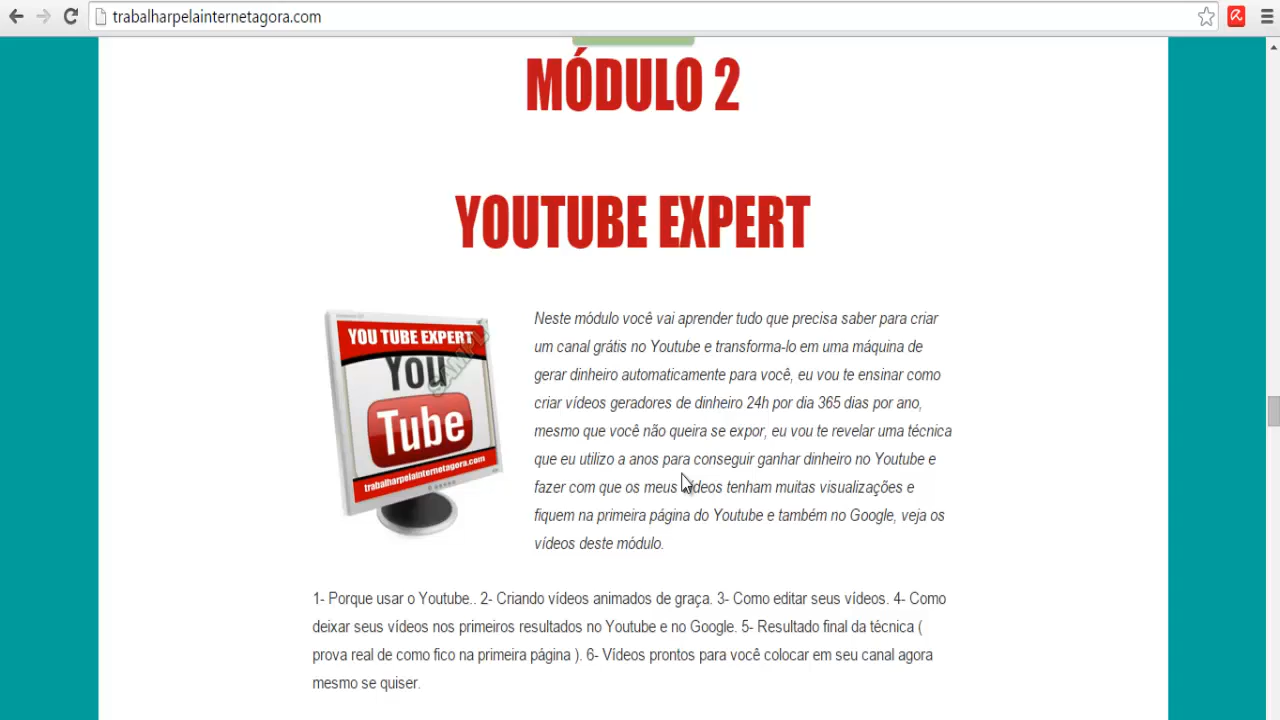 trabalharpelainternetagora.com
MÓDULO 2
YOUTUBE EXPERT
YOU TUBE EXPERT
You
Tube
SAMPLE
trabalharpelainternetagora.com
Neste módulo você vai aprender tudo que precisa saber para criar
um canal grátis no Youtube e transforma-lo em uma máquina de
gerar dinheiro automaticamente para você, eu vou te ensinar como
criar vídeos geradores de dinheiro 24h por dia 365 dias por ano,
mesmo que você não queira se expor, eu vou te revelar uma técnica
que eu utilizo a anos para conseguir ganhar dinheiro no Youtube e
fazer com que os meus vídeos tenham muitas visualizações e
fiquem na primeira página do Youtube e também no Google, veja os
vídeos deste módulo.
1- Porque usar o Youtube.. 2- Criando vídeos animados de graça. 3- Como editar seus vídeos. 4- Como
deixar seus vídeos nos primeiros resultados no Youtube e no Google. 5- Resultado final da técnica (
prova real de como fico na primeira página ). 6- Vídeos prontos para você colocar em seu canal agora
mesmo se quiser.